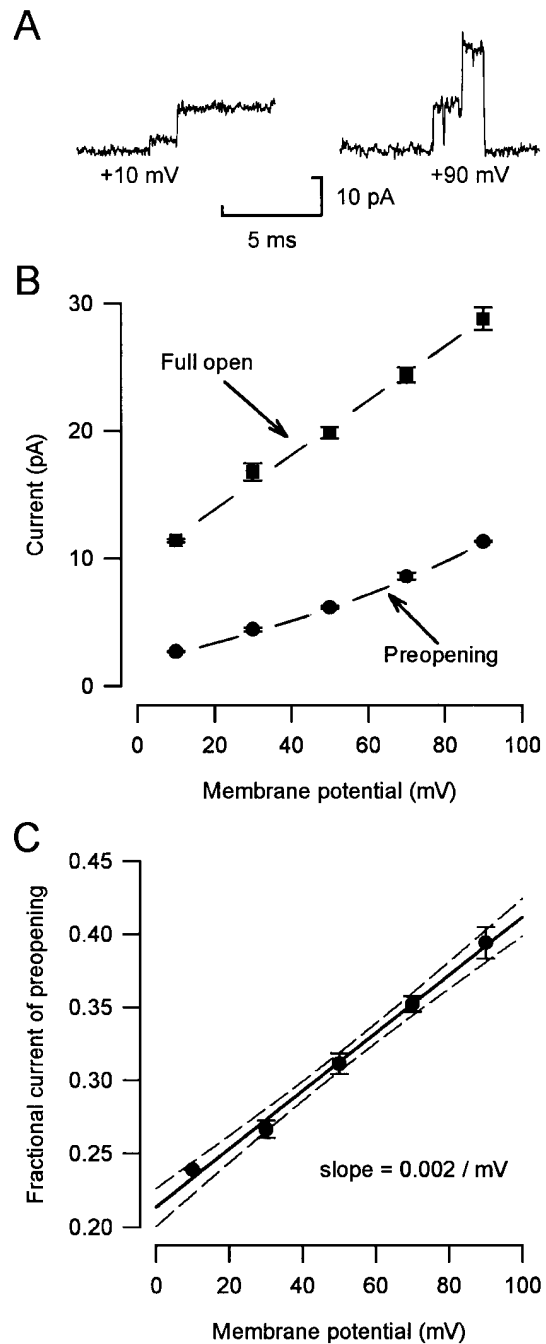 A
+10 mV
+90 mV
10 pA
5 ms
B
30
20
10
0
Current (pA)
Full open
Preopening
0 20 40 60 80 100
Membrane potential (mV)
C
0.45
0.40
0.35
0.30
0.25
0.20
Fractional current of preopening
slope = 0.002 / mV
0 20 40 60 80 100
Membrane potential (mV)